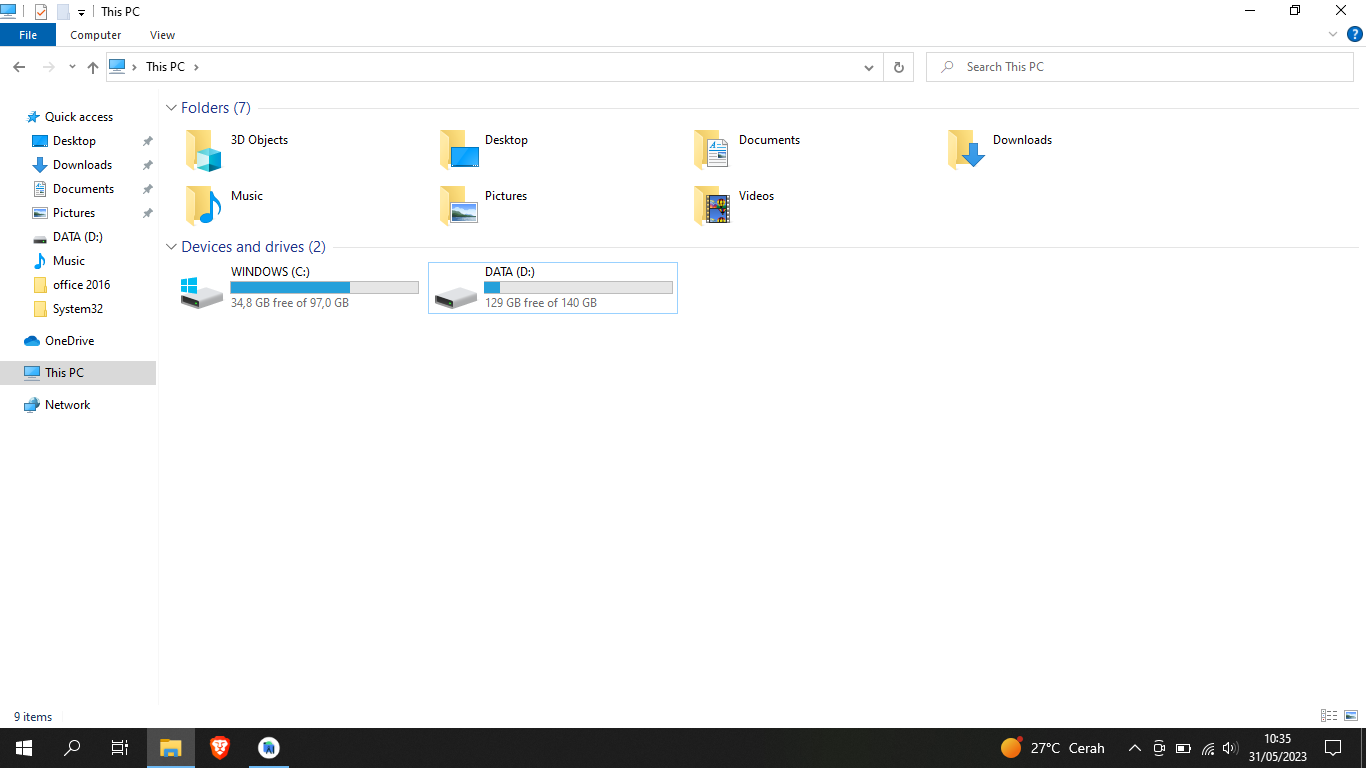 This PC
File Computer View
This PC
Search This PC
Quick access
Desktop
Downloads
Documents
Pictures
DATA (D:)
Music
office 2016
System32
OneDrive
This PC
Network
Folders (7)
3D Objects
Desktop
Documents
Downloads
Music
Pictures
Videos
Devices and drives (2)
WINDOWS (C:)
34,8 GB free of 97,0 GB
DATA (D:)
129 GB free of 140 GB
9 items
27°C Cerah
10:35
31/05/2023